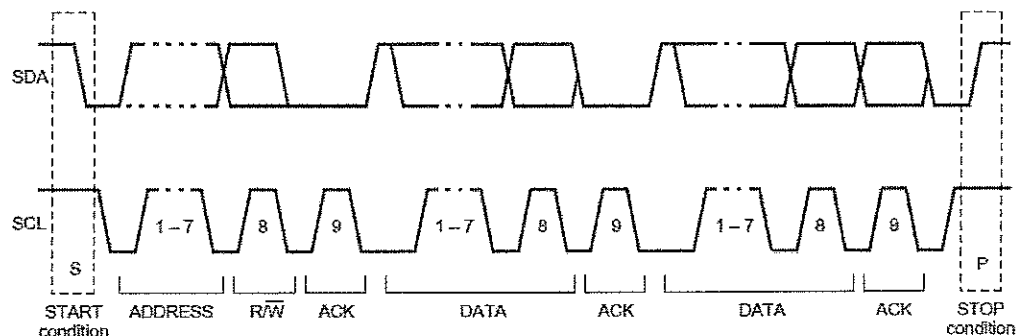 SDA
SCL
1 – 7
8
9
1 – 7
8
9
1 – 7
8
9
S
P
START
condition
ADDRESS
R/W̅
ACK
DATA
ACK
DATA
ACK
STOP
condition